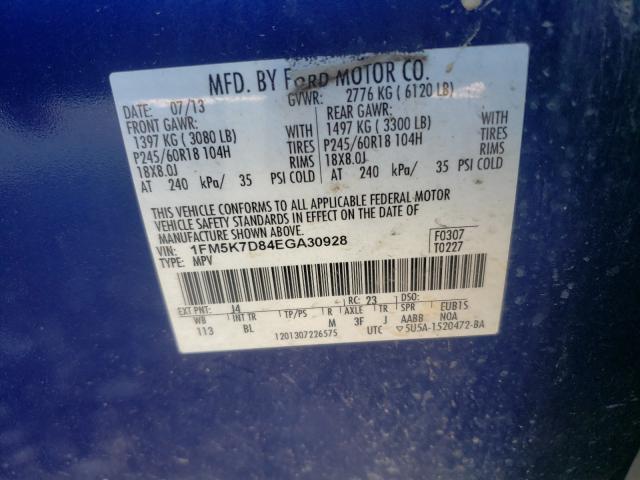 MFD. BY FORD MOTOR CO.
DATE: 07/13 GVWR: 2776 KG ( 6120 LB)
FRONT GAWR: REAR GAWR:
1397 KG ( 3080 LB) WITH 1497 KG ( 3300 LB) WITH
P245/60R18 104H TIRES P245/60R18 104H TIRES
18X8.0J RIMS 18X8.0J RIMS
AT 240 kPa/ 35 PSI COLD AT 240 kPa/ 35 PSI COLD
THIS VEHICLE CONFORMS TO ALL APPLICABLE FEDERAL MOTOR
VEHICLE SAFETY STANDARDS IN EFFECT ON THE DATE OF
MANUFACTURE SHOWN ABOVE.
VIN: 1FM5K7D84EGA30928 F0307
TYPE: MPV T0227
EXT PNT: J4 RC: 23 DSO:
WB INT TR TP/PS R AXLE TR SPR EUB1S
113 BL M 3F J AABB NOA
1201307226575 UTC ▽5U5A-1520472-BA